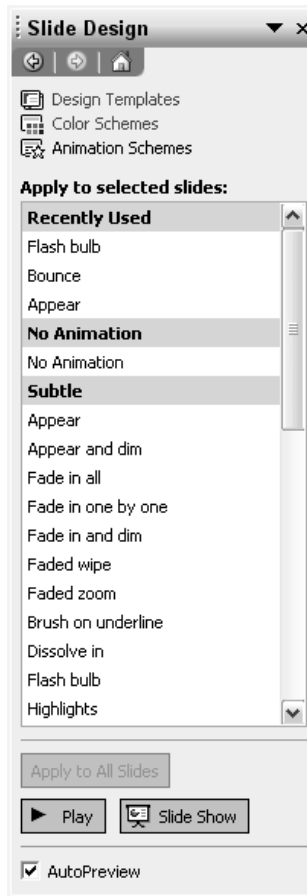 Slide Design
Design Templates
Color Schemes
Animation Schemes
Apply to selected slides:
Recently Used
Flash bulb
Bounce
Appear
No Animation
No Animation
Subtle
Appear
Appear and dim
Fade in all
Fade in one by one
Fade in and dim
Faded wipe
Faded zoom
Brush on underline
Dissolve in
Flash bulb
Highlights
Apply to All Slides
Play Slide Show
AutoPreview